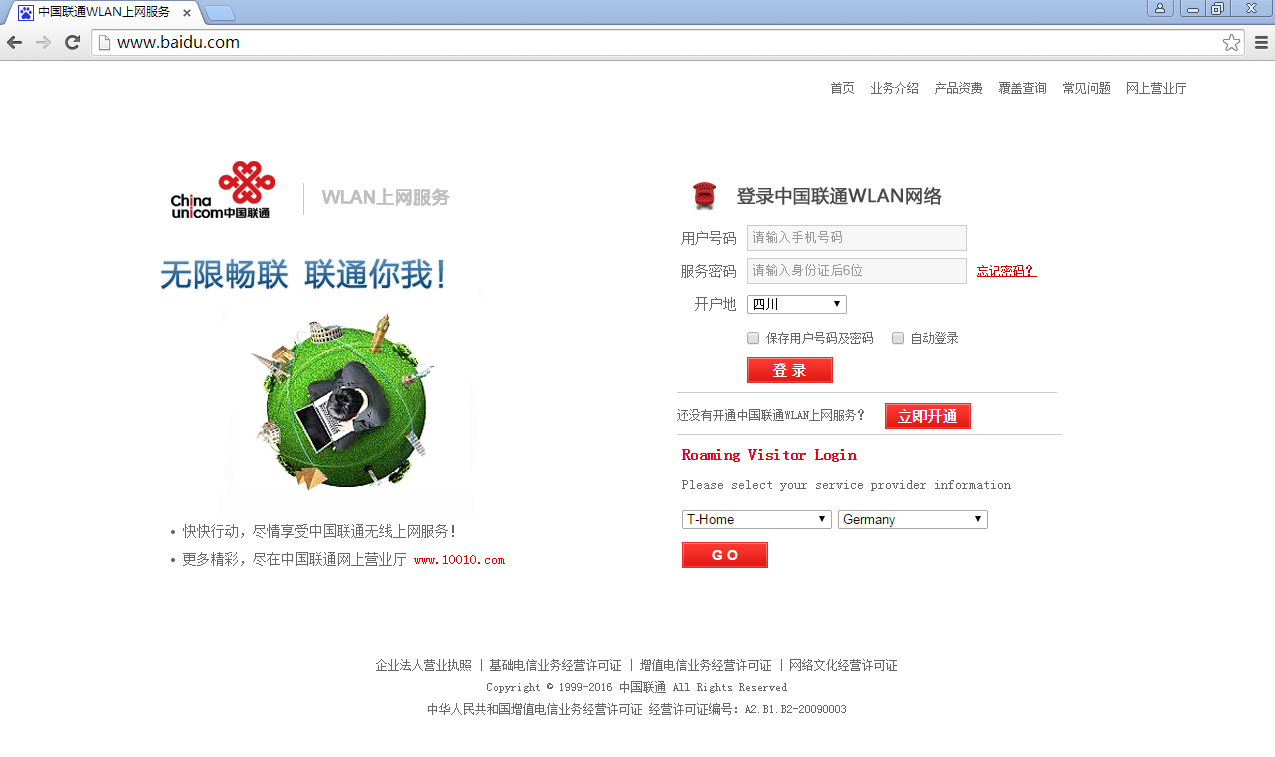 中国联通WLAN上网服务
www.baidu.com
首页 业务介绍 产品资费 覆盖查询 常见问题 网上营业厅
China
unicom中国联通
WLAN上网服务
无限畅联 联通你我！
快快行动，尽情享受中国联通无线上网服务！
更多精彩，尽在中国联通网上营业厅 www.10010.com
登录中国联通WLAN网络
用户号码 请输入手机号码
服务密码 请输入身份证后6位 忘记密码？
开户地 四川
保存用户号码及密码 自动登录
登 录
还没有开通中国联通WLAN上网服务？ 立即开通
Roaming Visitor Login
Please select your service provider information
T-Home Germany
G O
企业法人营业执照 | 基础电信业务经营许可证 | 增值电信业务经营许可证 | 网络文化经营许可证
Copyright © 1999-2016 中国联通 All Rights Reserved
中华人民共和国增值电信业务经营许可证 经营许可证编号：A2.B1.B2-20090003